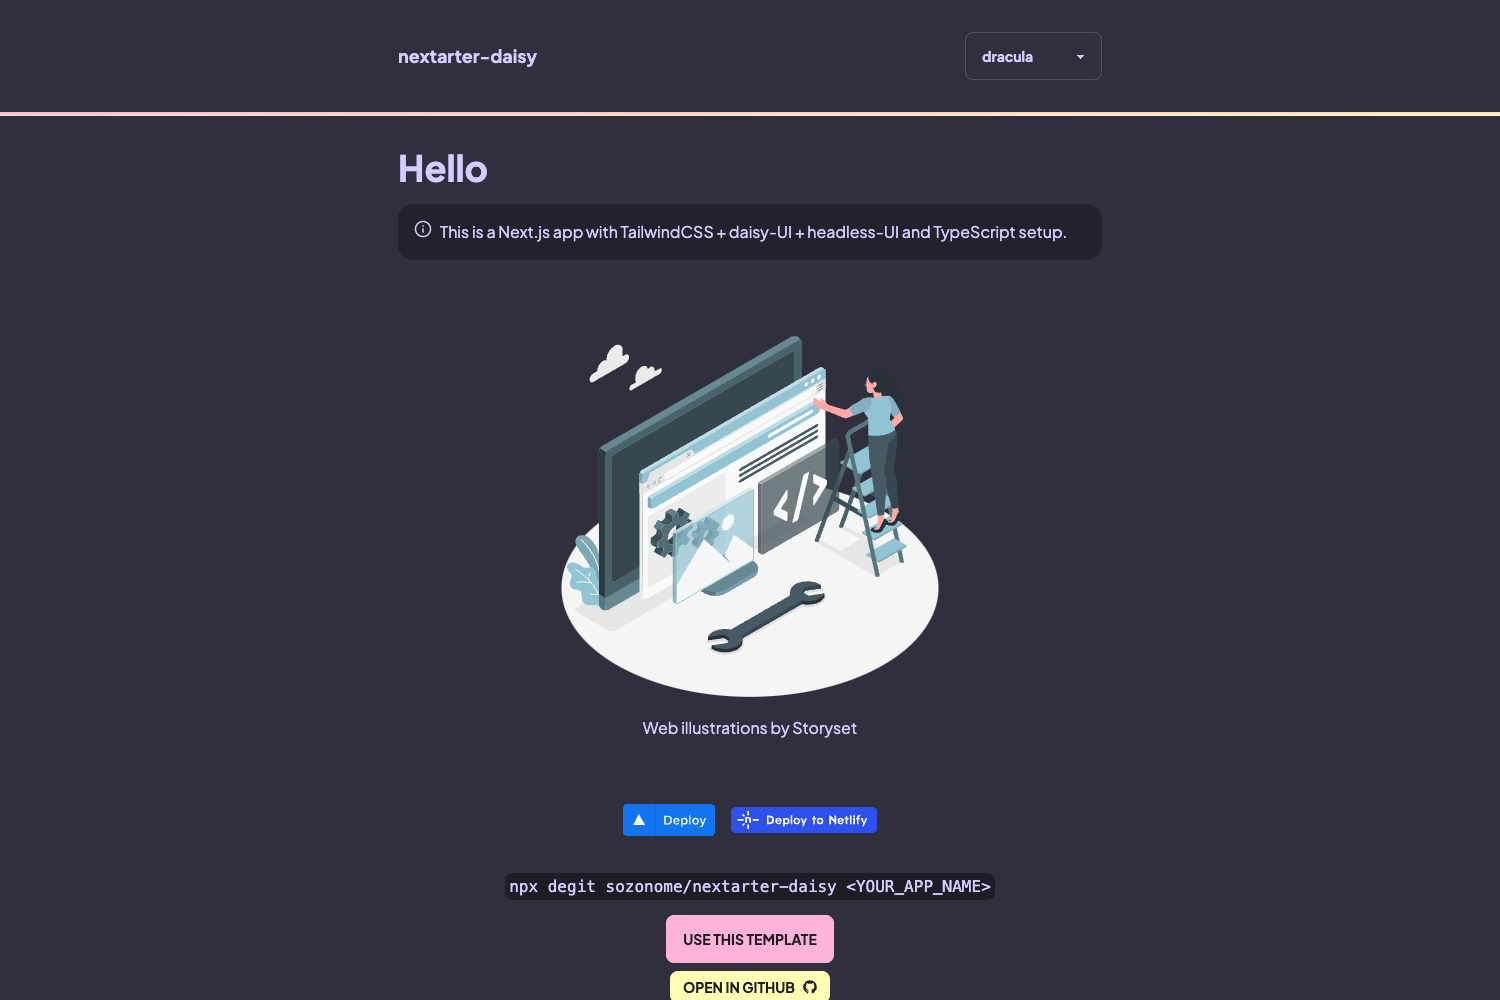 nextarter-daisy
dracula
Hello
This is a Next.js app with TailwindCSS + daisy-UI + headless-UI and TypeScript setup.
</>
Web illustrations by Storyset
Deploy
Deploy to Netlify
npx degit sozonome/nextarter-daisy <YOUR_APP_NAME>
USE THIS TEMPLATE
OPEN IN GITHUB